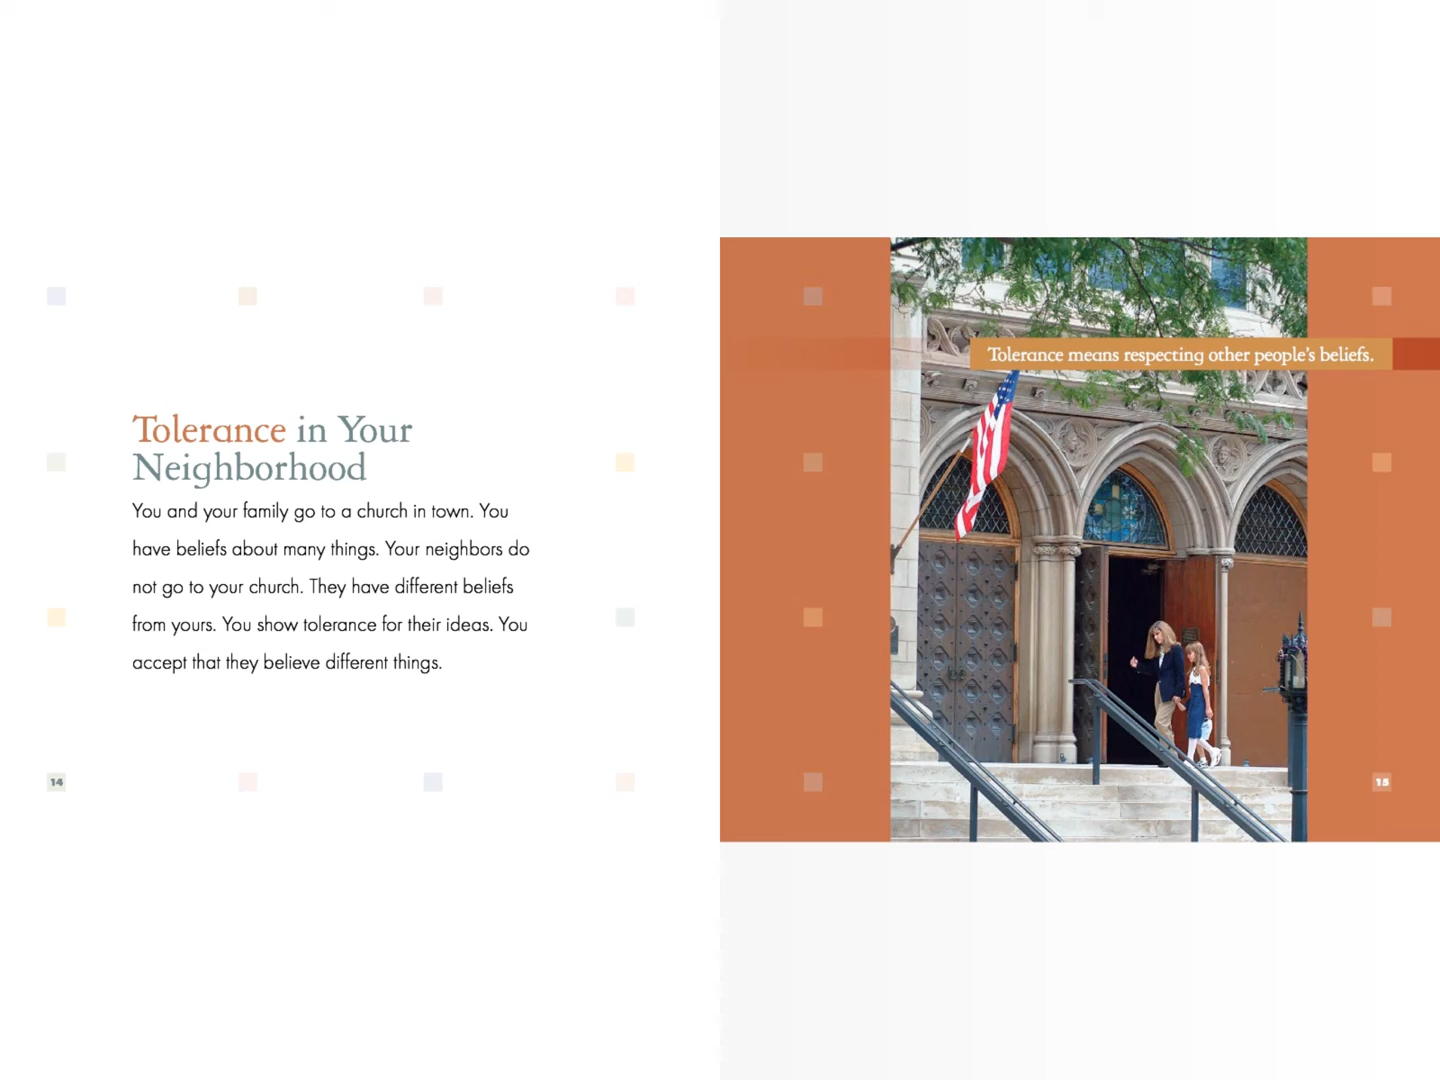 Tolerance in Your
Neighborhood
You and your family go to a church in town. You
have beliefs about many things. Your neighbors do
not go to your church. They have different beliefs
from yours. You show tolerance for their ideas. You
accept that they believe different things.
14
Tolerance means respecting other people's beliefs.
15